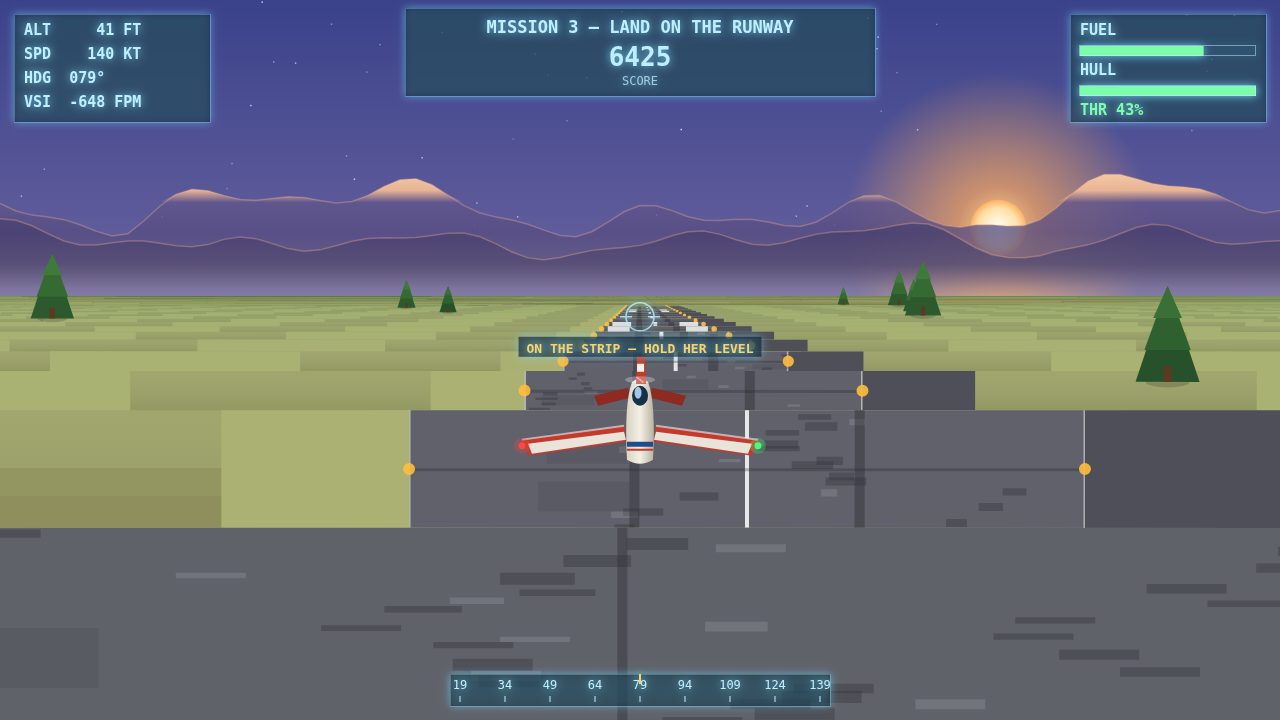 ALT 41 FT
SPD 140 KT
HDG 079°
VSI -648 FPM
MISSION 3 — LAND ON THE RUNWAY
6425
SCORE
FUEL
HULL
THR 43%
ON THE STRIP — HOLD HER LEVEL
19 34 49 64 79 94 109 124 139